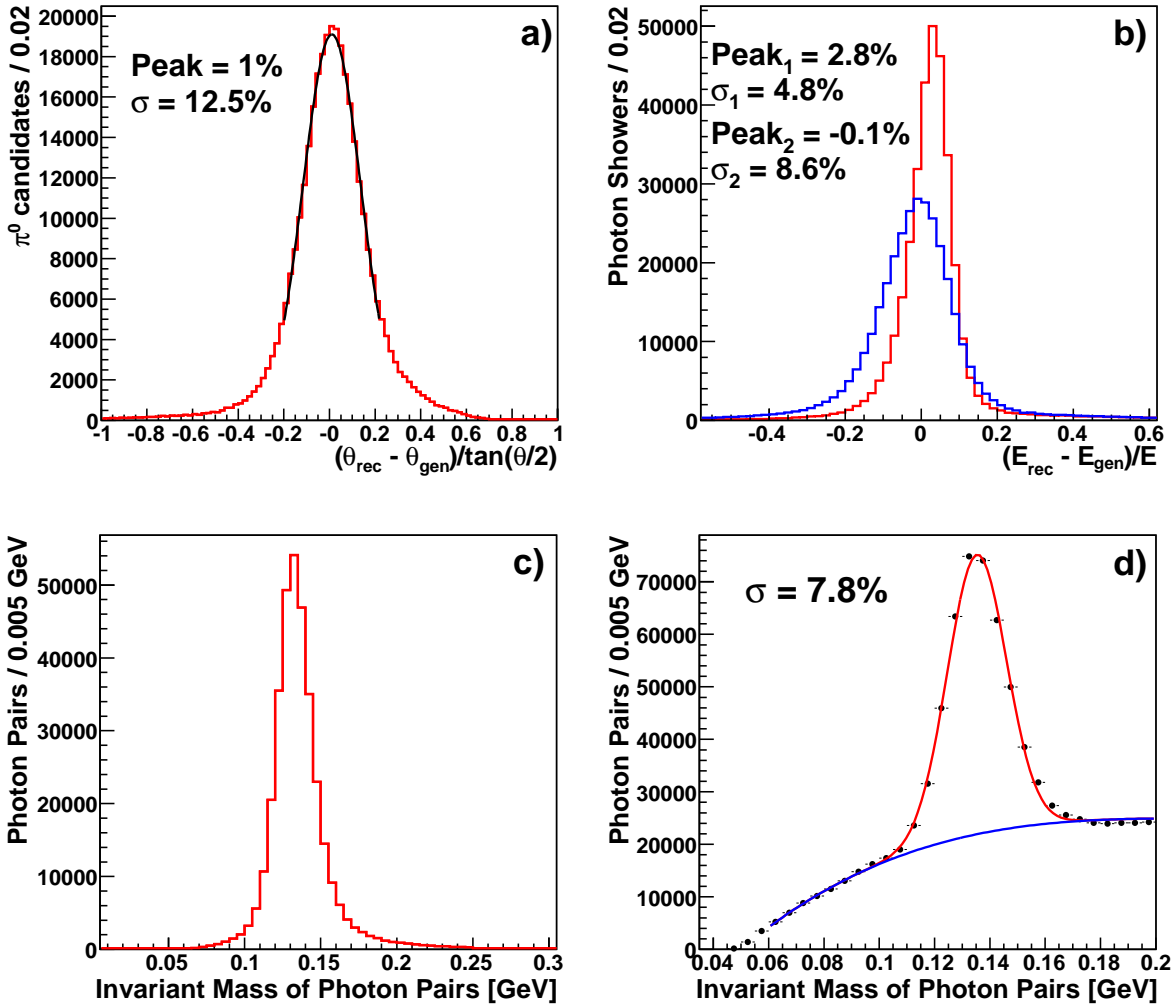 a)
Peak = 1%
σ = 12.5%
π⁰ candidates / 0.02
20000
18000
16000
14000
12000
10000
8000
6000
4000
2000
0
-1 -0.8 -0.6 -0.4 -0.2 -0 0.2 0.4 0.6 0.8 1
(θrec - θgen)/tan(θ/2)
b)
Peak₁ = 2.8%
σ₁ = 4.8%
Peak₂ = -0.1%
σ₂ = 8.6%
Photon Showers / 0.02
50000
40000
30000
20000
10000
0
-0.4 -0.2 0 0.2 0.4 0.6
(Erec - Egen)/E
c)
Photon Pairs / 0.005 GeV
50000
40000
30000
20000
10000
0
0.05 0.1 0.15 0.2 0.25 0.3
Invariant Mass of Photon Pairs [GeV]
d)
σ = 7.8%
Photon Pairs / 0.005 GeV
70000
60000
50000
40000
30000
20000
10000
0
0.04 0.06 0.08 0.1 0.12 0.14 0.16 0.18 0.2
Invariant Mass of Photon Pairs [GeV]